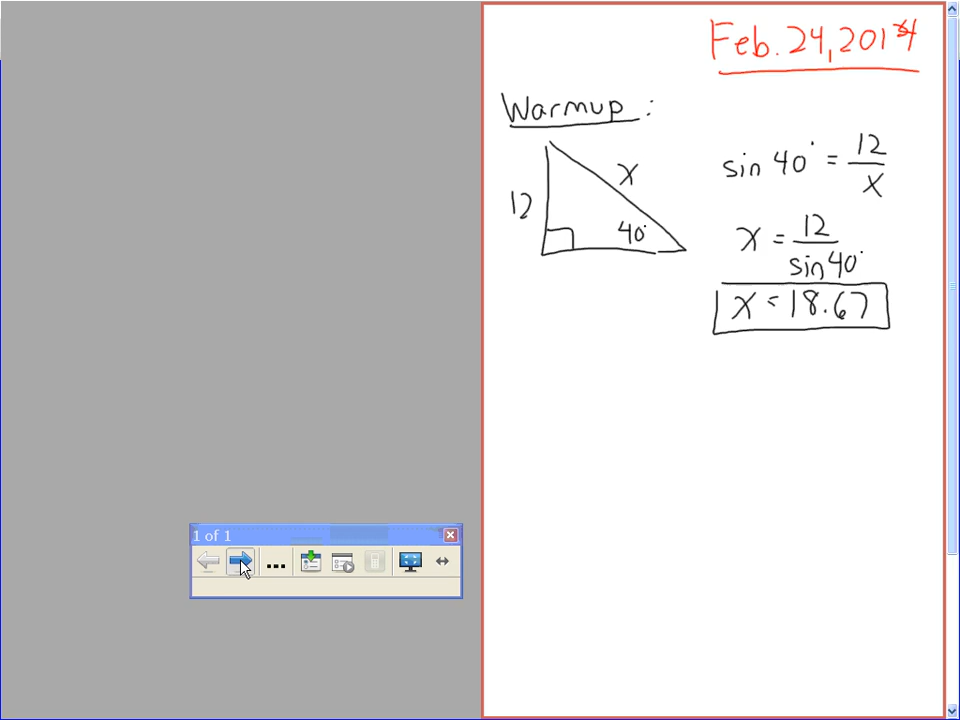 Feb. 24, 2014
Warmup:
12
x
40°
sin 40° = 12/x
x = 12/sin 40°
x = 18.67
1 of 1
...